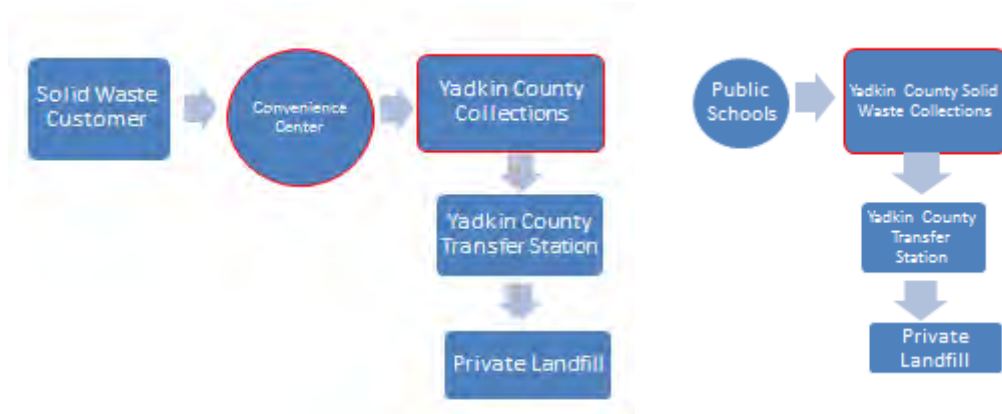 Solid Waste
Customer
Convenience
Center
Yadkin County
Collections
Yadkin County
Transfer Station
Private Landfill
Public
Schools
Yadkin County Solid
Waste Collections
Yadkin County
Transfer
Station
Private
Landfill